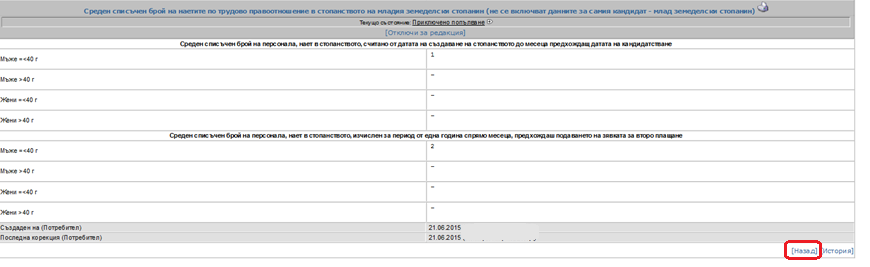 Среден списъчен брой на наетите по трудово правоотношение в стопанството на младия земеделски стопанин (не се включват данните за самия кандидат - млад земеделски стопанин)
Текущо състояние: Приключено попълване
[Отключи за редакция]
Среден списъчен брой на персонала, нает в стопанството, считано от датата на създаване на стопанството до месеца предхождащ датата на кандидатстване
Мъже =<40 г 1
Мъже >40 г –
Жени =<40 г –
Жени >40 г –
Среден списъчен брой на персонала, нает в стопанството, изчислен за период от една година спрямо месеца, предхождащ подаването на заявката за второ плащане
Мъже =<40 г 2
Мъже >40 г –
Жени =<40 г –
Жени >40 г –
Създаден на (Потребител) 21.06.2015
Последна корекция (Потребител) 21.06.2015
[Назад] [История]